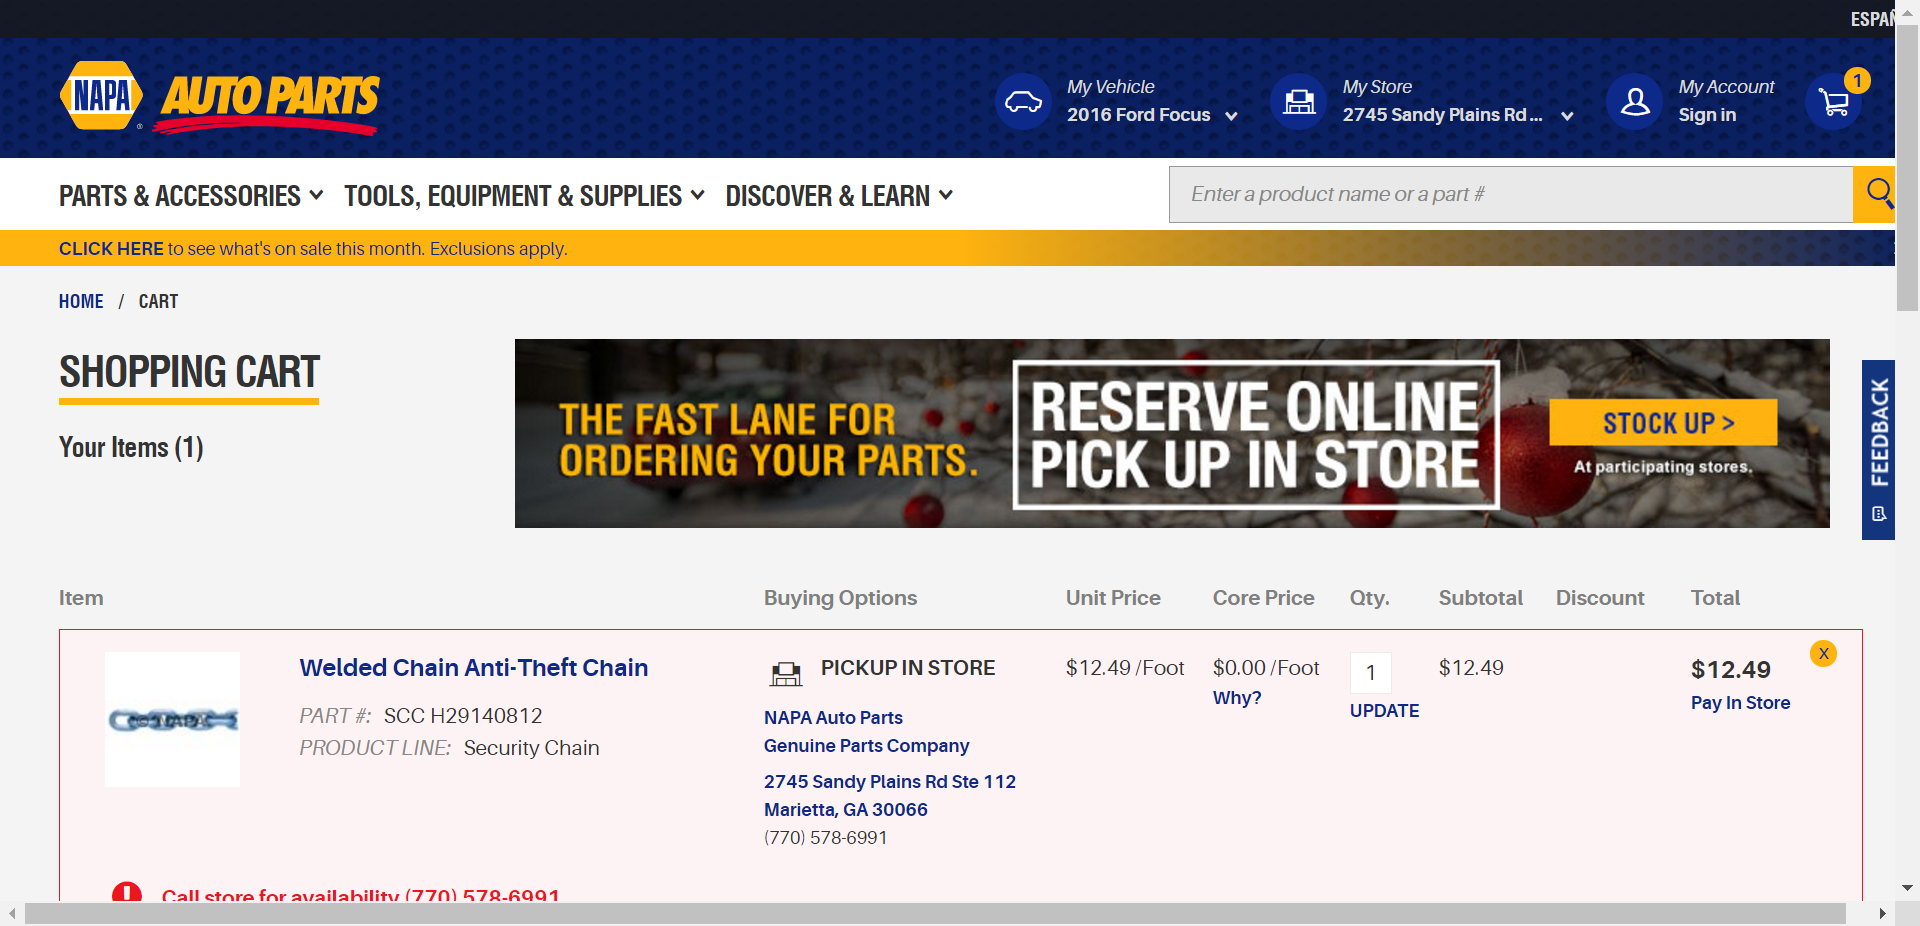 ESPAÑ
NAPA AUTO PARTS
®
My Vehicle
2016 Ford Focus
My Store
2745 Sandy Plains Rd...
My Account
Sign in
1
PARTS & ACCESSORIES
TOOLS, EQUIPMENT & SUPPLIES
DISCOVER & LEARN
Enter a product name or a part #
CLICK HERE to see what's on sale this month. Exclusions apply.
HOME / CART
SHOPPING CART
Your Items (1)
THE FAST LANE FOR
ORDERING YOUR PARTS.
RESERVE ONLINE
PICK UP IN STORE
STOCK UP >
At participating stores.
FEEDBACK
Item Buying Options Unit Price Core Price Qty. Subtotal Discount Total
Welded Chain Anti-Theft Chain
PART #: SCC H29140812
PRODUCT LINE: Security Chain
PICKUP IN STORE
NAPA Auto Parts
Genuine Parts Company
2745 Sandy Plains Rd Ste 112
Marietta, GA 30066
(770) 578-6991
$12.49 /Foot
$0.00 /Foot
Why?
1
UPDATE
$12.49
$12.49
Pay In Store
X
Call store for availability (770) 578-6991